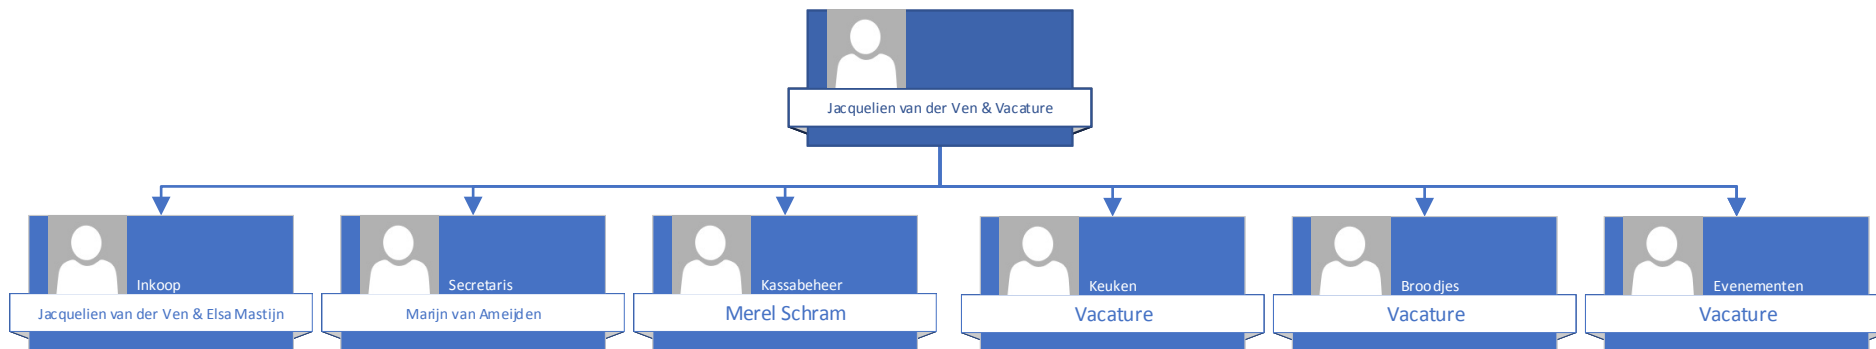 Jacquelien van der Ven & Vacature
Inkoop
Jacquelien van der Ven & Elsa Mastijn
Secretaris
Marijn van Ameijden
Kassabeheer
Merel Schram
Keuken
Vacature
Broodjes
Vacature
Evenementen
Vacature